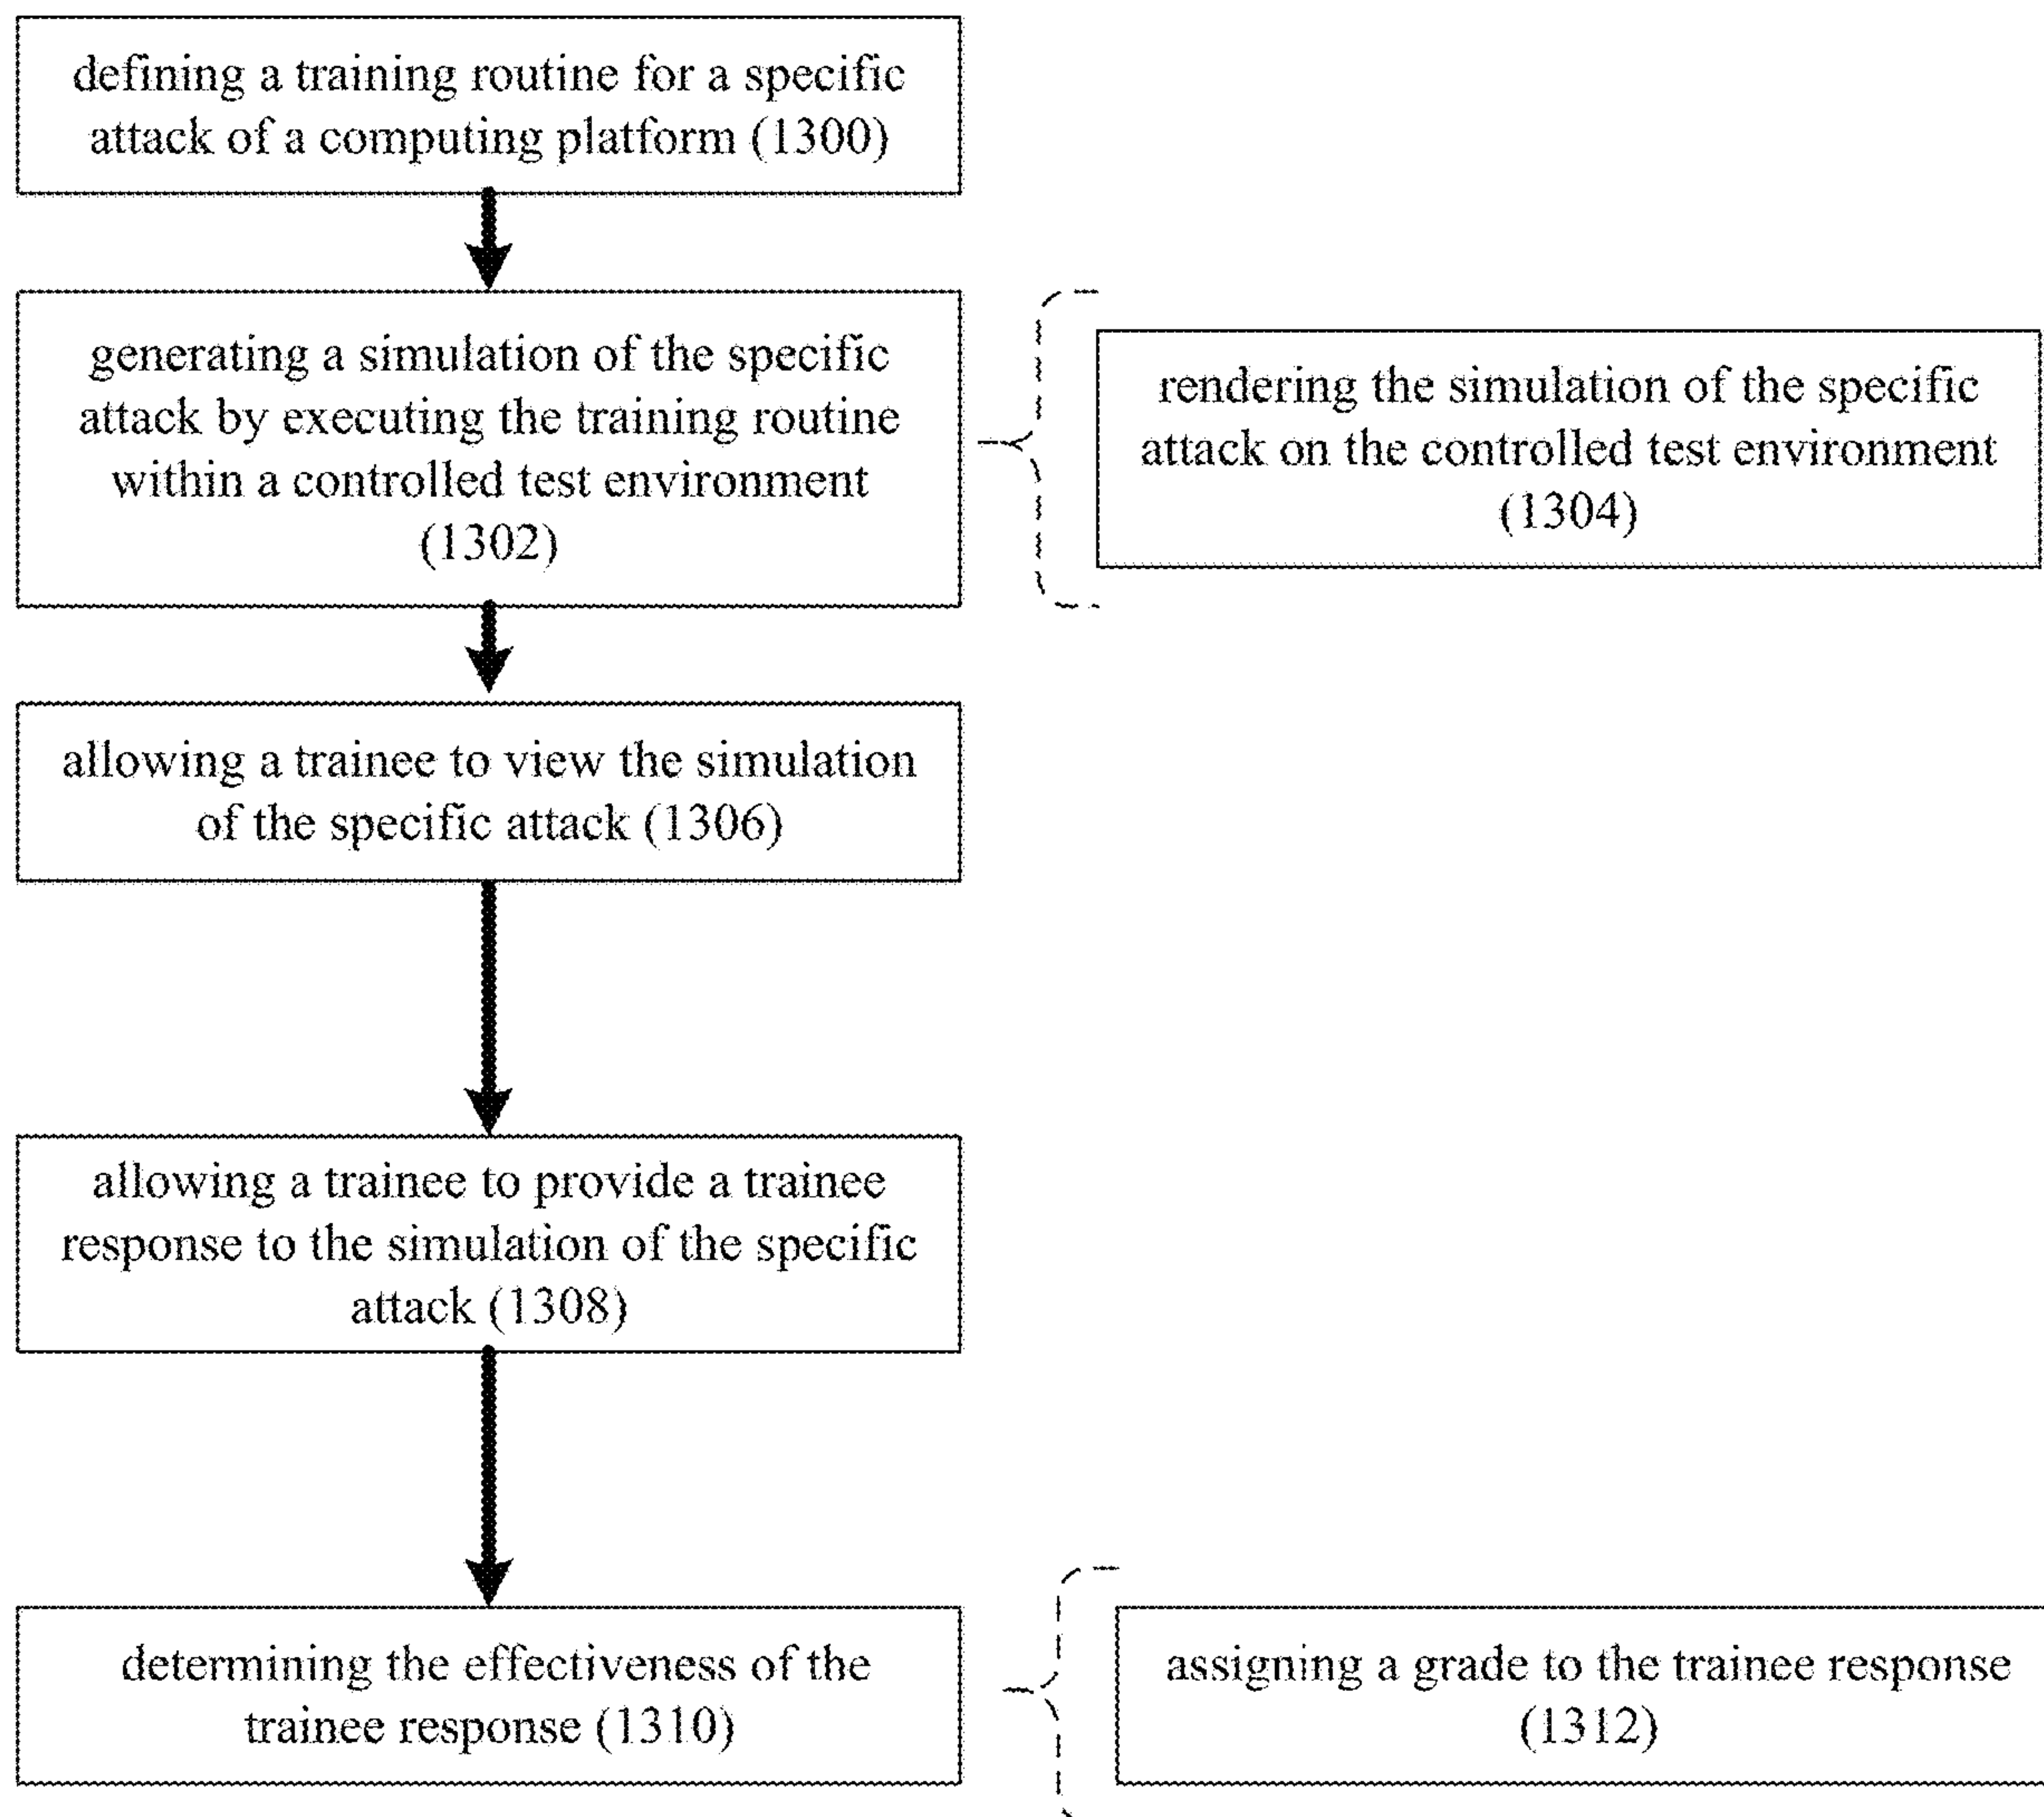 defining a training routine for a specific
attack of a computing platform (1300)
generating a simulation of the specific
attack by executing the training routine
within a controlled test environment
(1302)
rendering the simulation of the specific
attack on the controlled test environment
(1304)
allowing a trainee to view the simulation
of the specific attack (1306)
allowing a trainee to provide a trainee
response to the simulation of the specific
attack (1308)
determining the effectiveness of the
trainee response (1310)
assigning a grade to the trainee response
(1312)